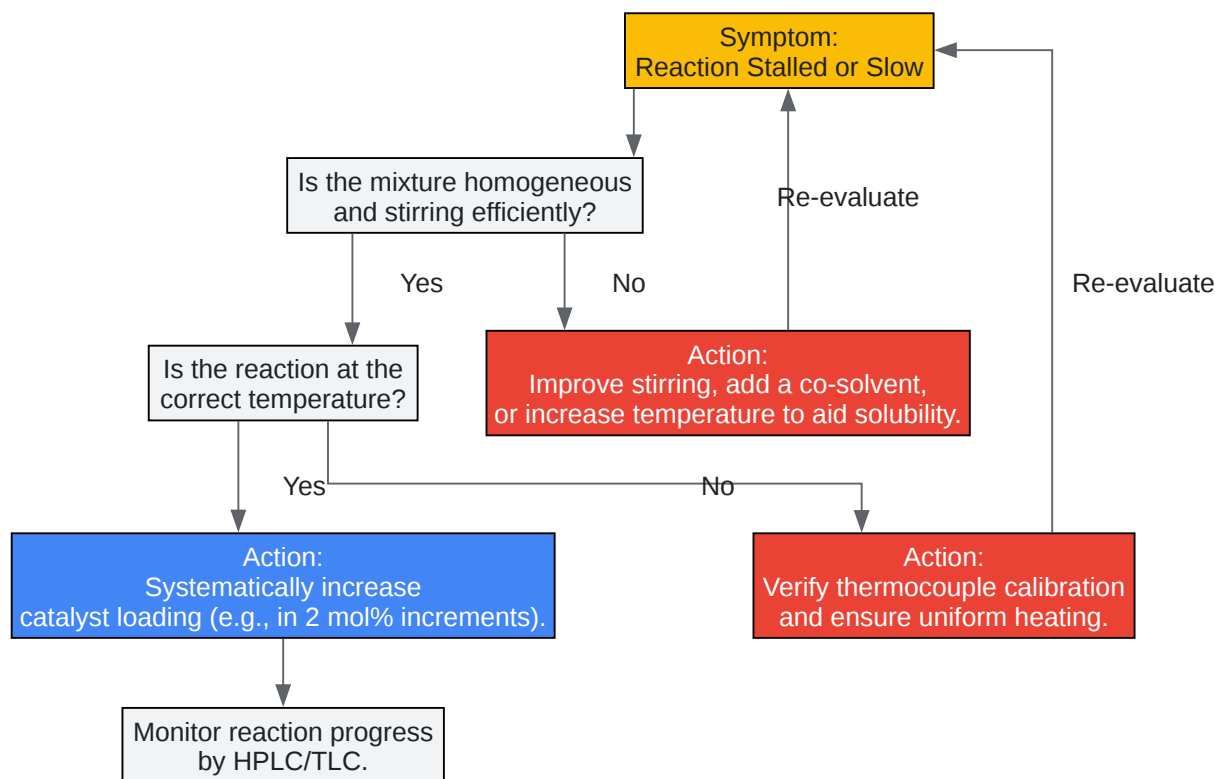 Symptom:
Reaction Stalled or Slow
Is the mixture homogeneous
and stirring efficiently?
Re-evaluate
Yes
No
Re-evaluate
Is the reaction at the
correct temperature?
Action:
Improve stirring, add a co-solvent,
or increase temperature to aid solubility.
Yes
No
Action:
Systematically increase
catalyst loading (e.g., in 2 mol% increments).
Action:
Verify thermocouple calibration
and ensure uniform heating.
Monitor reaction progress
by HPLC/TLC.